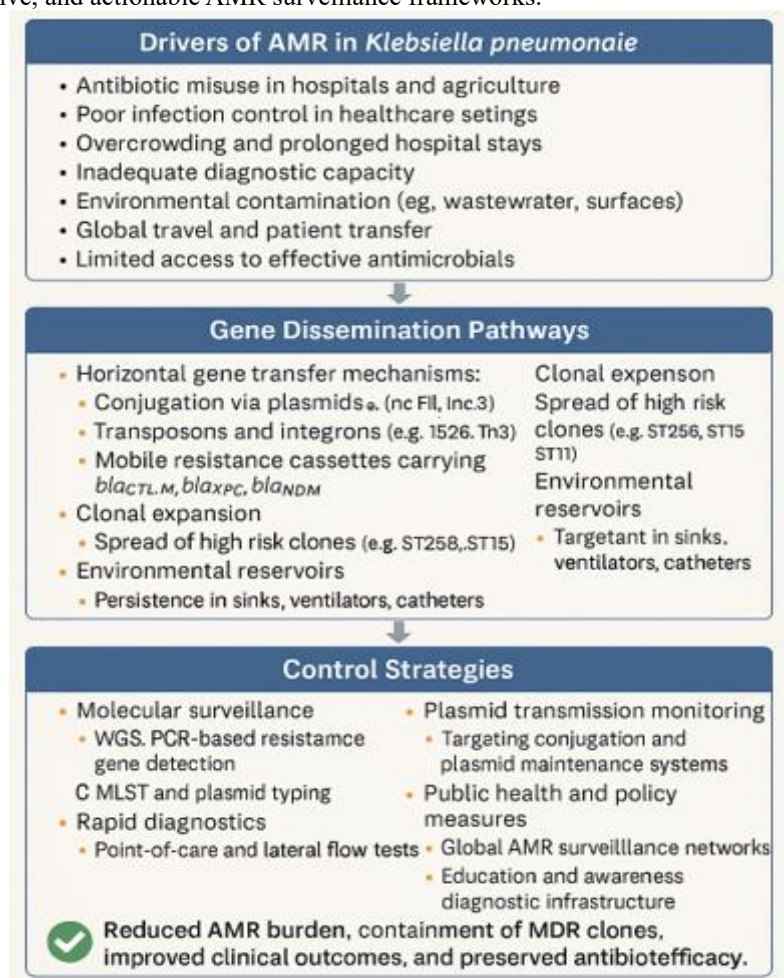 ive, and actionable AMR surveillance frameworks.
Drivers of AMR in Klebsiella pneumonaie
• Antibiotic misuse in hospitals and agriculture
• Poor infection control in healthcare setings
• Overcrowding and prolonged hospital stays
• Inadequate diagnostic capacity
• Environmental contamination (eg, wastewrater, surfaces)
• Global travel and patient transfer
• Limited access to effective antimicrobials
Gene Dissemination Pathways
• Horizontal gene transfer mechanisms:
• Conjugation via plasmids e. (nc FII, Inc.3)
• Transposons and integrons (e.g. 1526. Tn3)
• Mobile resistance cassettes carrying
blaCTL.M, blaXPC, blaNDM
• Clonal expansion
• Spread of high risk clones (e.g. ST258,.ST15)
• Environmental reservoirs
• Persistence in sinks, ventilators, catheters
Clonal expenson
Spread of high risk
clones (e.g. ST256, ST15
ST11)
Environmental
reservoirs
• Targetant in sinks,
ventilators, catheters
Control Strategies
• Molecular surveillance
• WGS. PCR-based resistamce
gene detection
C MLST and plasmid typing
• Rapid diagnostics
• Point-of-care and lateral flow tests
• Plasmid transmission monitoring
• Targeting conjugation and
plasmid maintenance systems
• Public health and policy
measures
• Global AMR surveilllance networks
• Education and awareness
diagnostic infrastructure
Reduced AMR burden, containment of MDR clones,
improved clinical outcomes, and preserved antibiotefficacy.